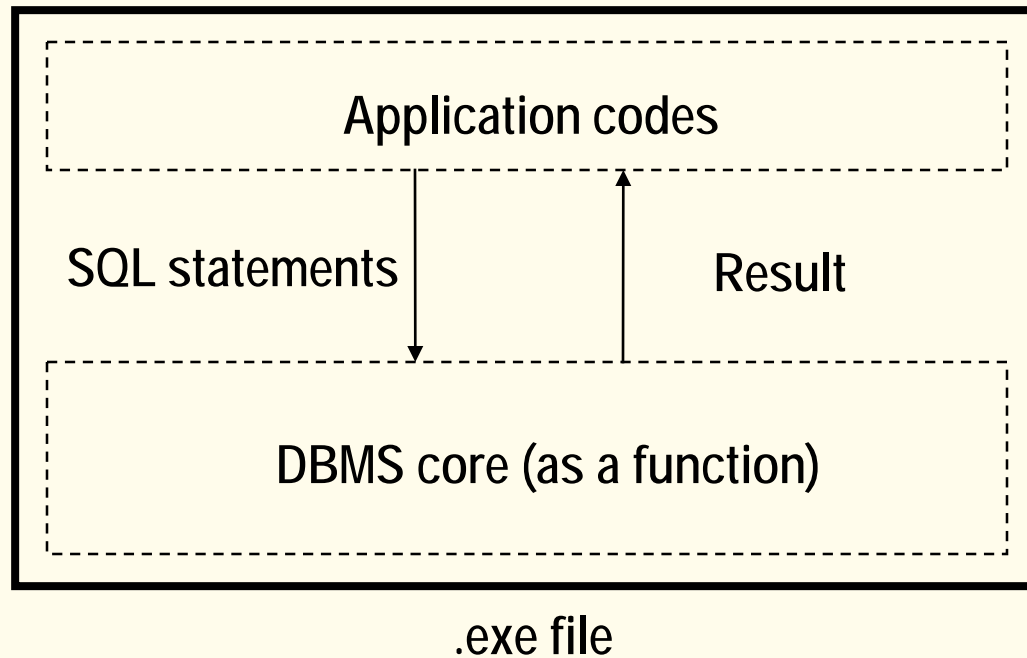 Application codes
SQL statements
Result
DBMS core (as a function)
.exe file